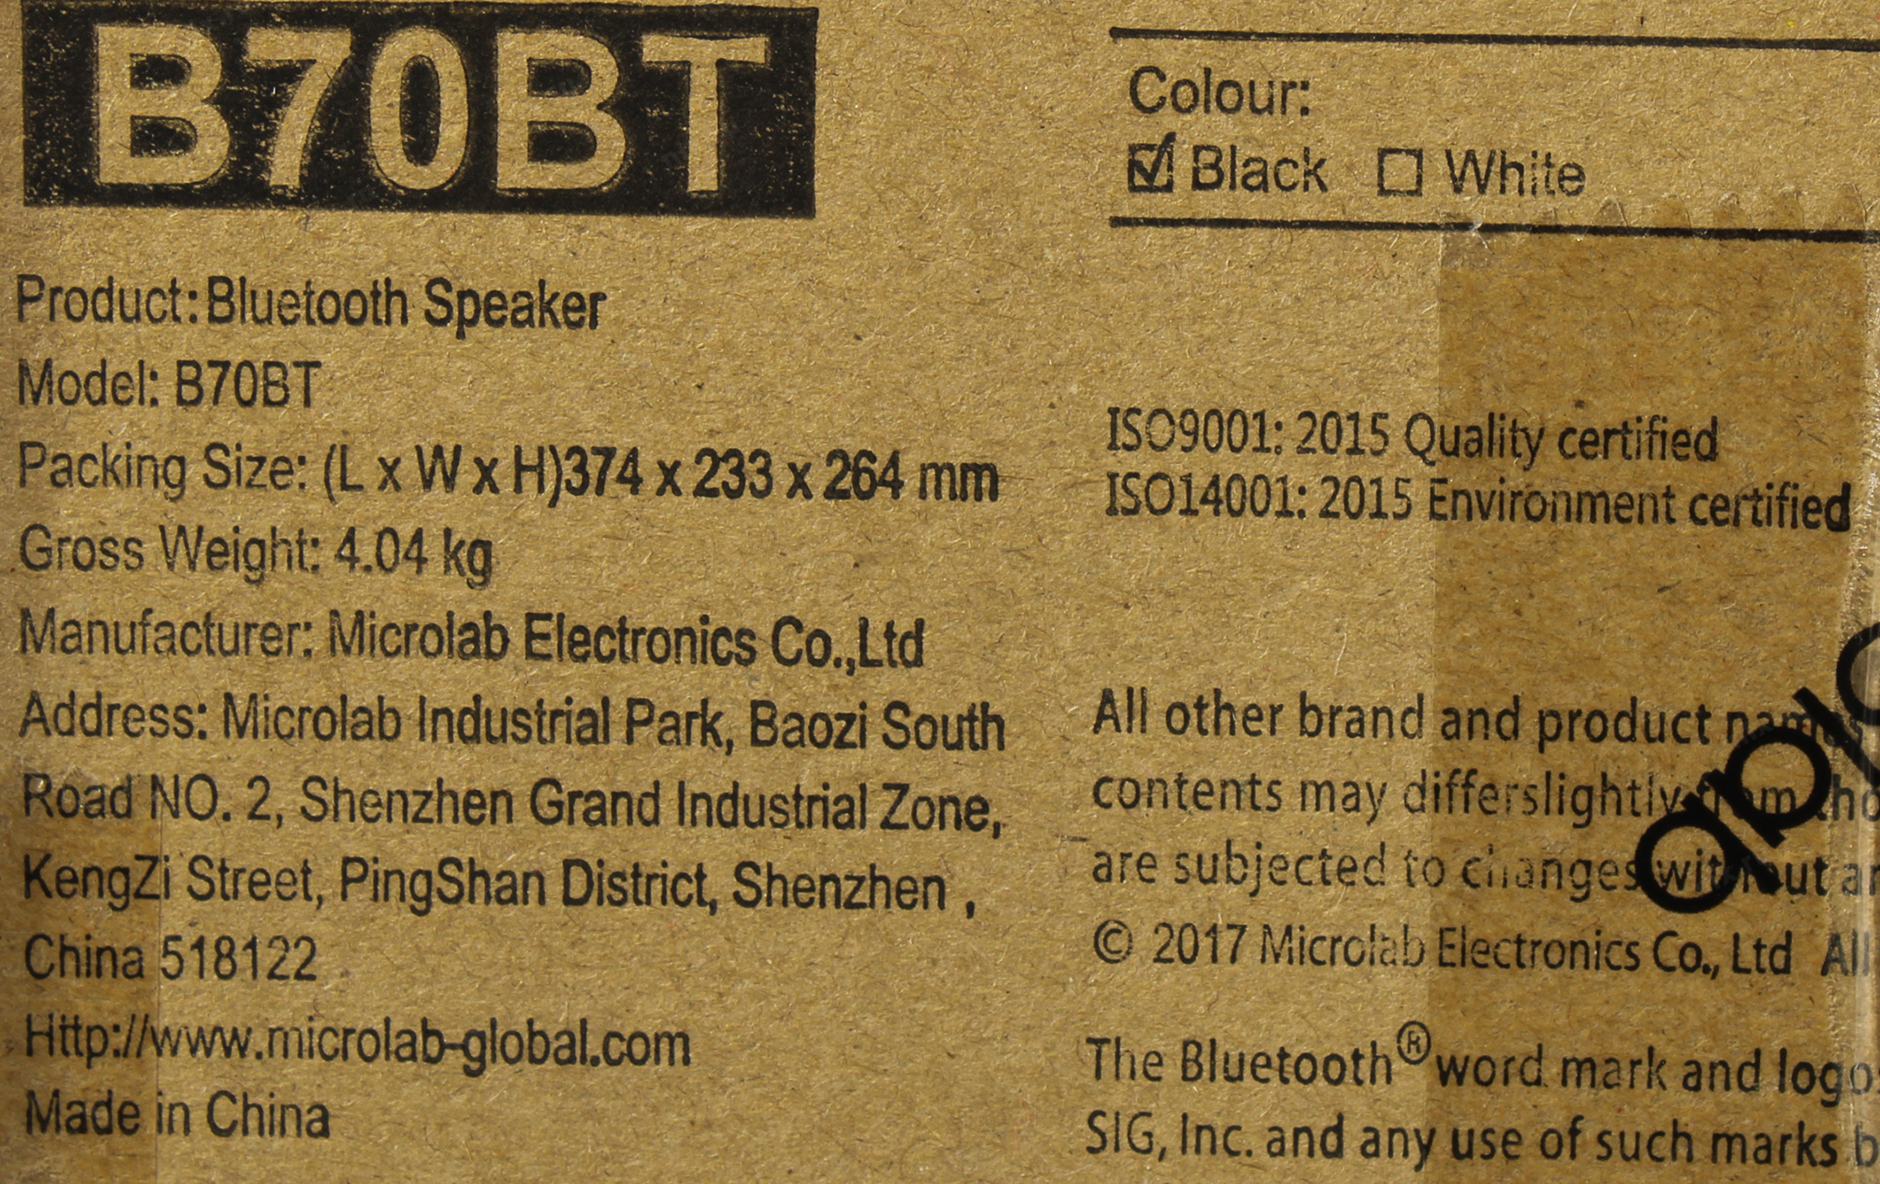 B70BT
Product: Bluetooth Speaker
Model: B70BT
Packing Size: (L x W x H)374 x 233 x 264 mm
Gross Weight: 4.04 kg
Manufacturer: Microlab Electronics Co.,Ltd
Address: Microlab Industrial Park, Baozi South
Road NO. 2, Shenzhen Grand Industrial Zone,
KengZi Street, PingShan District, Shenzhen ,
China 518122
Http://www.microlab-global.com
Made in China
Colour:
☑ Black ☐ White
ISO9001: 2015 Quality certified
ISO14001: 2015 Environment certified
All other brand and product names
contents may differslightly from
are subjected to changes without
© 2017 Microlab Electronics Co., Ltd All
The Bluetooth® word mark and
SIG, Inc. and any use of such marks